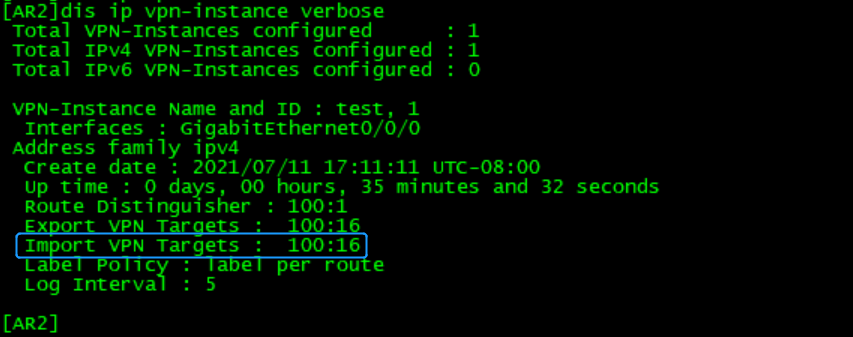 [AR2]dis ip vpn-instance verbose
Total VPN-Instances configured : 1
Total IPv4 VPN-Instances configured : 1
Total IPv6 VPN-Instances configured : 0
VPN-Instance Name and ID : test, 1
Interfaces : GigabitEthernet0/0/0
Address family ipv4
Create date : 2021/07/11 17:11:11 UTC-08:00
Up time : 0 days, 00 hours, 35 minutes and 32 seconds
Route Distinguisher : 100:1
Export VPN Targets : 100:16
Import VPN Targets : 100:16
Label Policy : label per route
Log Interval : 5
[AR2]